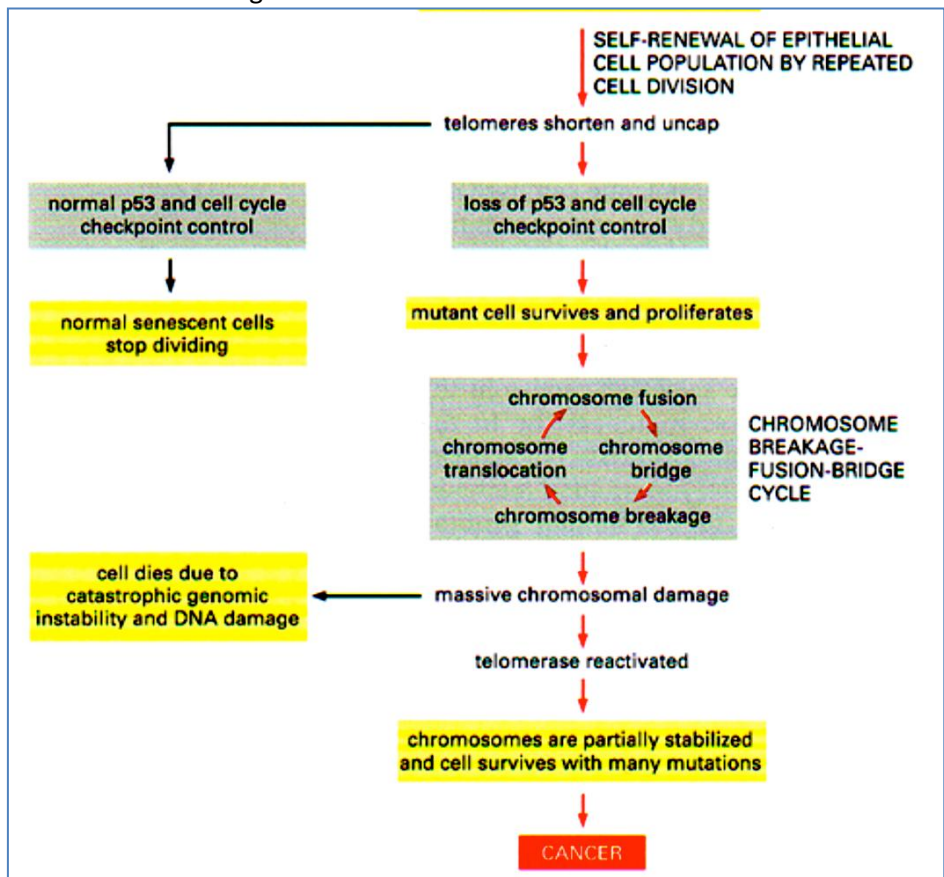 SELF-RENEWAL OF EPITHELIAL
CELL POPULATION BY REPEATED
CELL DIVISION
telomeres shorten and uncap
normal p53 and cell cycle
checkpoint control
loss of p53 and cell cycle
checkpoint control
normal senescent cells
stop dividing
mutant cell survives and proliferates
chromosome fusion
chromosome
translocation
chromosome
bridge
chromosome breakage
CHROMOSOME
BREAKAGE-
FUSION-BRIDGE
CYCLE
cell dies due to
catastrophic genomic
instability and DNA damage
massive chromosomal damage
telomerase reactivated
chromosomes are partially stabilized
and cell survives with many mutations
CANCER